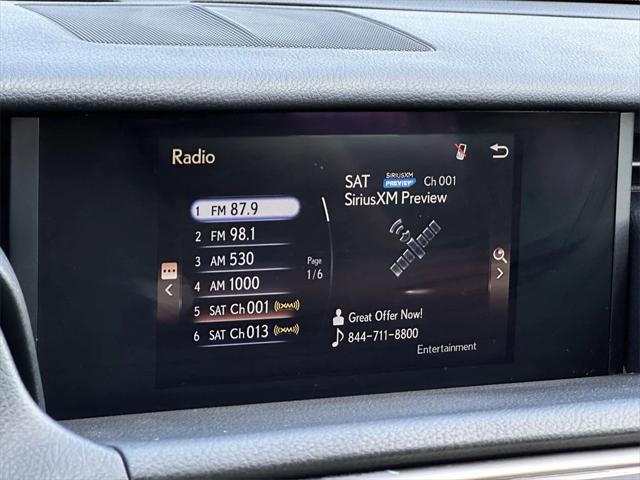 Radio
1 FM 87.9
2 FM 98.1
3 AM 530
4 AM 1000
5 SAT Ch 001 ((XM))
6 SAT Ch 013 ((XM))
Page
1/6
SAT SIRIUSXM PREVIEW Ch 001
SiriusXM Preview
Great Offer Now!
844-711-8800
Entertainment